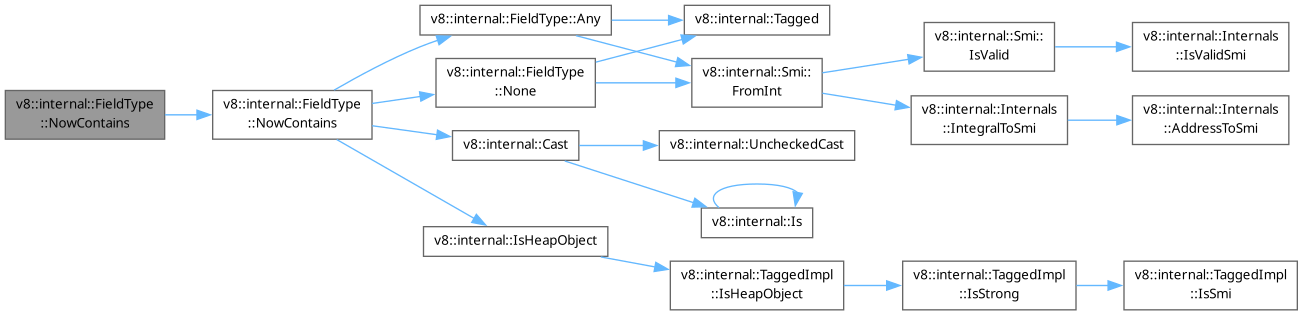 v8::internal::FieldType
::NowContains
v8::internal::FieldType
::NowContains
v8::internal::FieldType::Any
v8::internal::FieldType
::None
v8::internal::Cast
v8::internal::IsHeapObject
v8::internal::Tagged
v8::internal::Smi::
FromInt
v8::internal::UncheckedCast
v8::internal::Is
v8::internal::TaggedImpl
::IsHeapObject
v8::internal::Smi::
IsValid
v8::internal::Internals
::IntegralToSmi
v8::internal::TaggedImpl
::IsStrong
v8::internal::Internals
::IsValidSmi
v8::internal::Internals
::AddressToSmi
v8::internal::TaggedImpl
::IsSmi